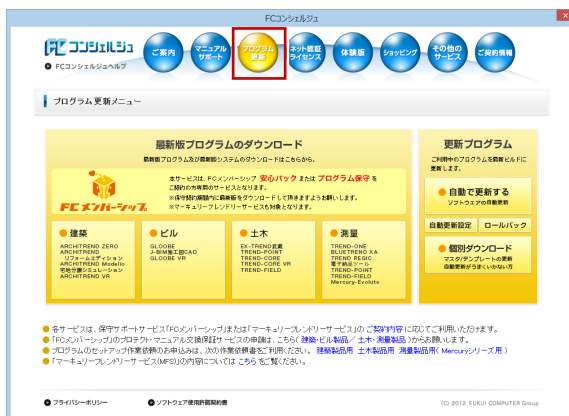 FCコンシェルジュ
FCコンシェルジュ
FCコンシェルジュヘルプ
ご案内
マニュアル
サポート
プログラム
更新
ネット認証
ライセンス
体験版
ショッピング
その他の
サービス
ご契約情報
プログラム更新メニュー
最新版プログラムのダウンロード
最新版プログラム及び最新版システムのダウンロードはこちらから。
FCメンバーシップ
本サービスは、FCメンバーシップ 安心パック または プログラム保守 を
ご契約の方専用のサービスとなります。
※保守契約期間内に最新版をダウンロードして頂きますようお願いします。
※マーキュリーフレンドリーサービスも対象となります。
建築
ARCHITREND ZERO
ARCHITREND
リフォームエディション
ARCHITREND Modelio
宅地分譲シミュレーション
ARCHITREND VR
ビル
GLOOBE
J-BIM施工図CAD
GLOOBE VR
土木
EX-TREND武蔵
TREND-POINT
TREND-CORE
TREND-CORE VR
TREND-FIELD
測量
TREND-ONE
BLUETREND XA
TREND REGIC
電子納品ツール
TREND-POINT
TREND-FIELD
Mercury-Evoluto
更新プログラム
ご利用中のプログラムを最新ビルドに
更新します。
自動で更新する
ソフトウェアの自動更新
自動更新設定 ロールバック
個別ダウンロード
マスタ/テンプレートの更新
自動更新がうまくいかない方
各サービスは、保守サポートサービス「FCメンバーシップ」または「マーキュリーフレンドリーサービス」の ご契約内容 に応じてご利用いただけます。
「FCメンバーシップ」のプロテクト・マニュアル交換保証サービスの申請は、こちら( 建築・ビル製品 / 土木・測量製品 )からお願いします。
プログラムのセットアップ作業依頼のお申込みは、次の作業依頼書をご利用ください。 建築製品用 土木製品用 測量製品用( Mercuryシリーズ用 )
「マーキュリーフレンドリーサービス(MFS)」の内容については こちら をご覧ください。
プライバシーポリシー
ソフトウェア使用許諾契約書
(C) 2012 FUKUI COMPUTER Group